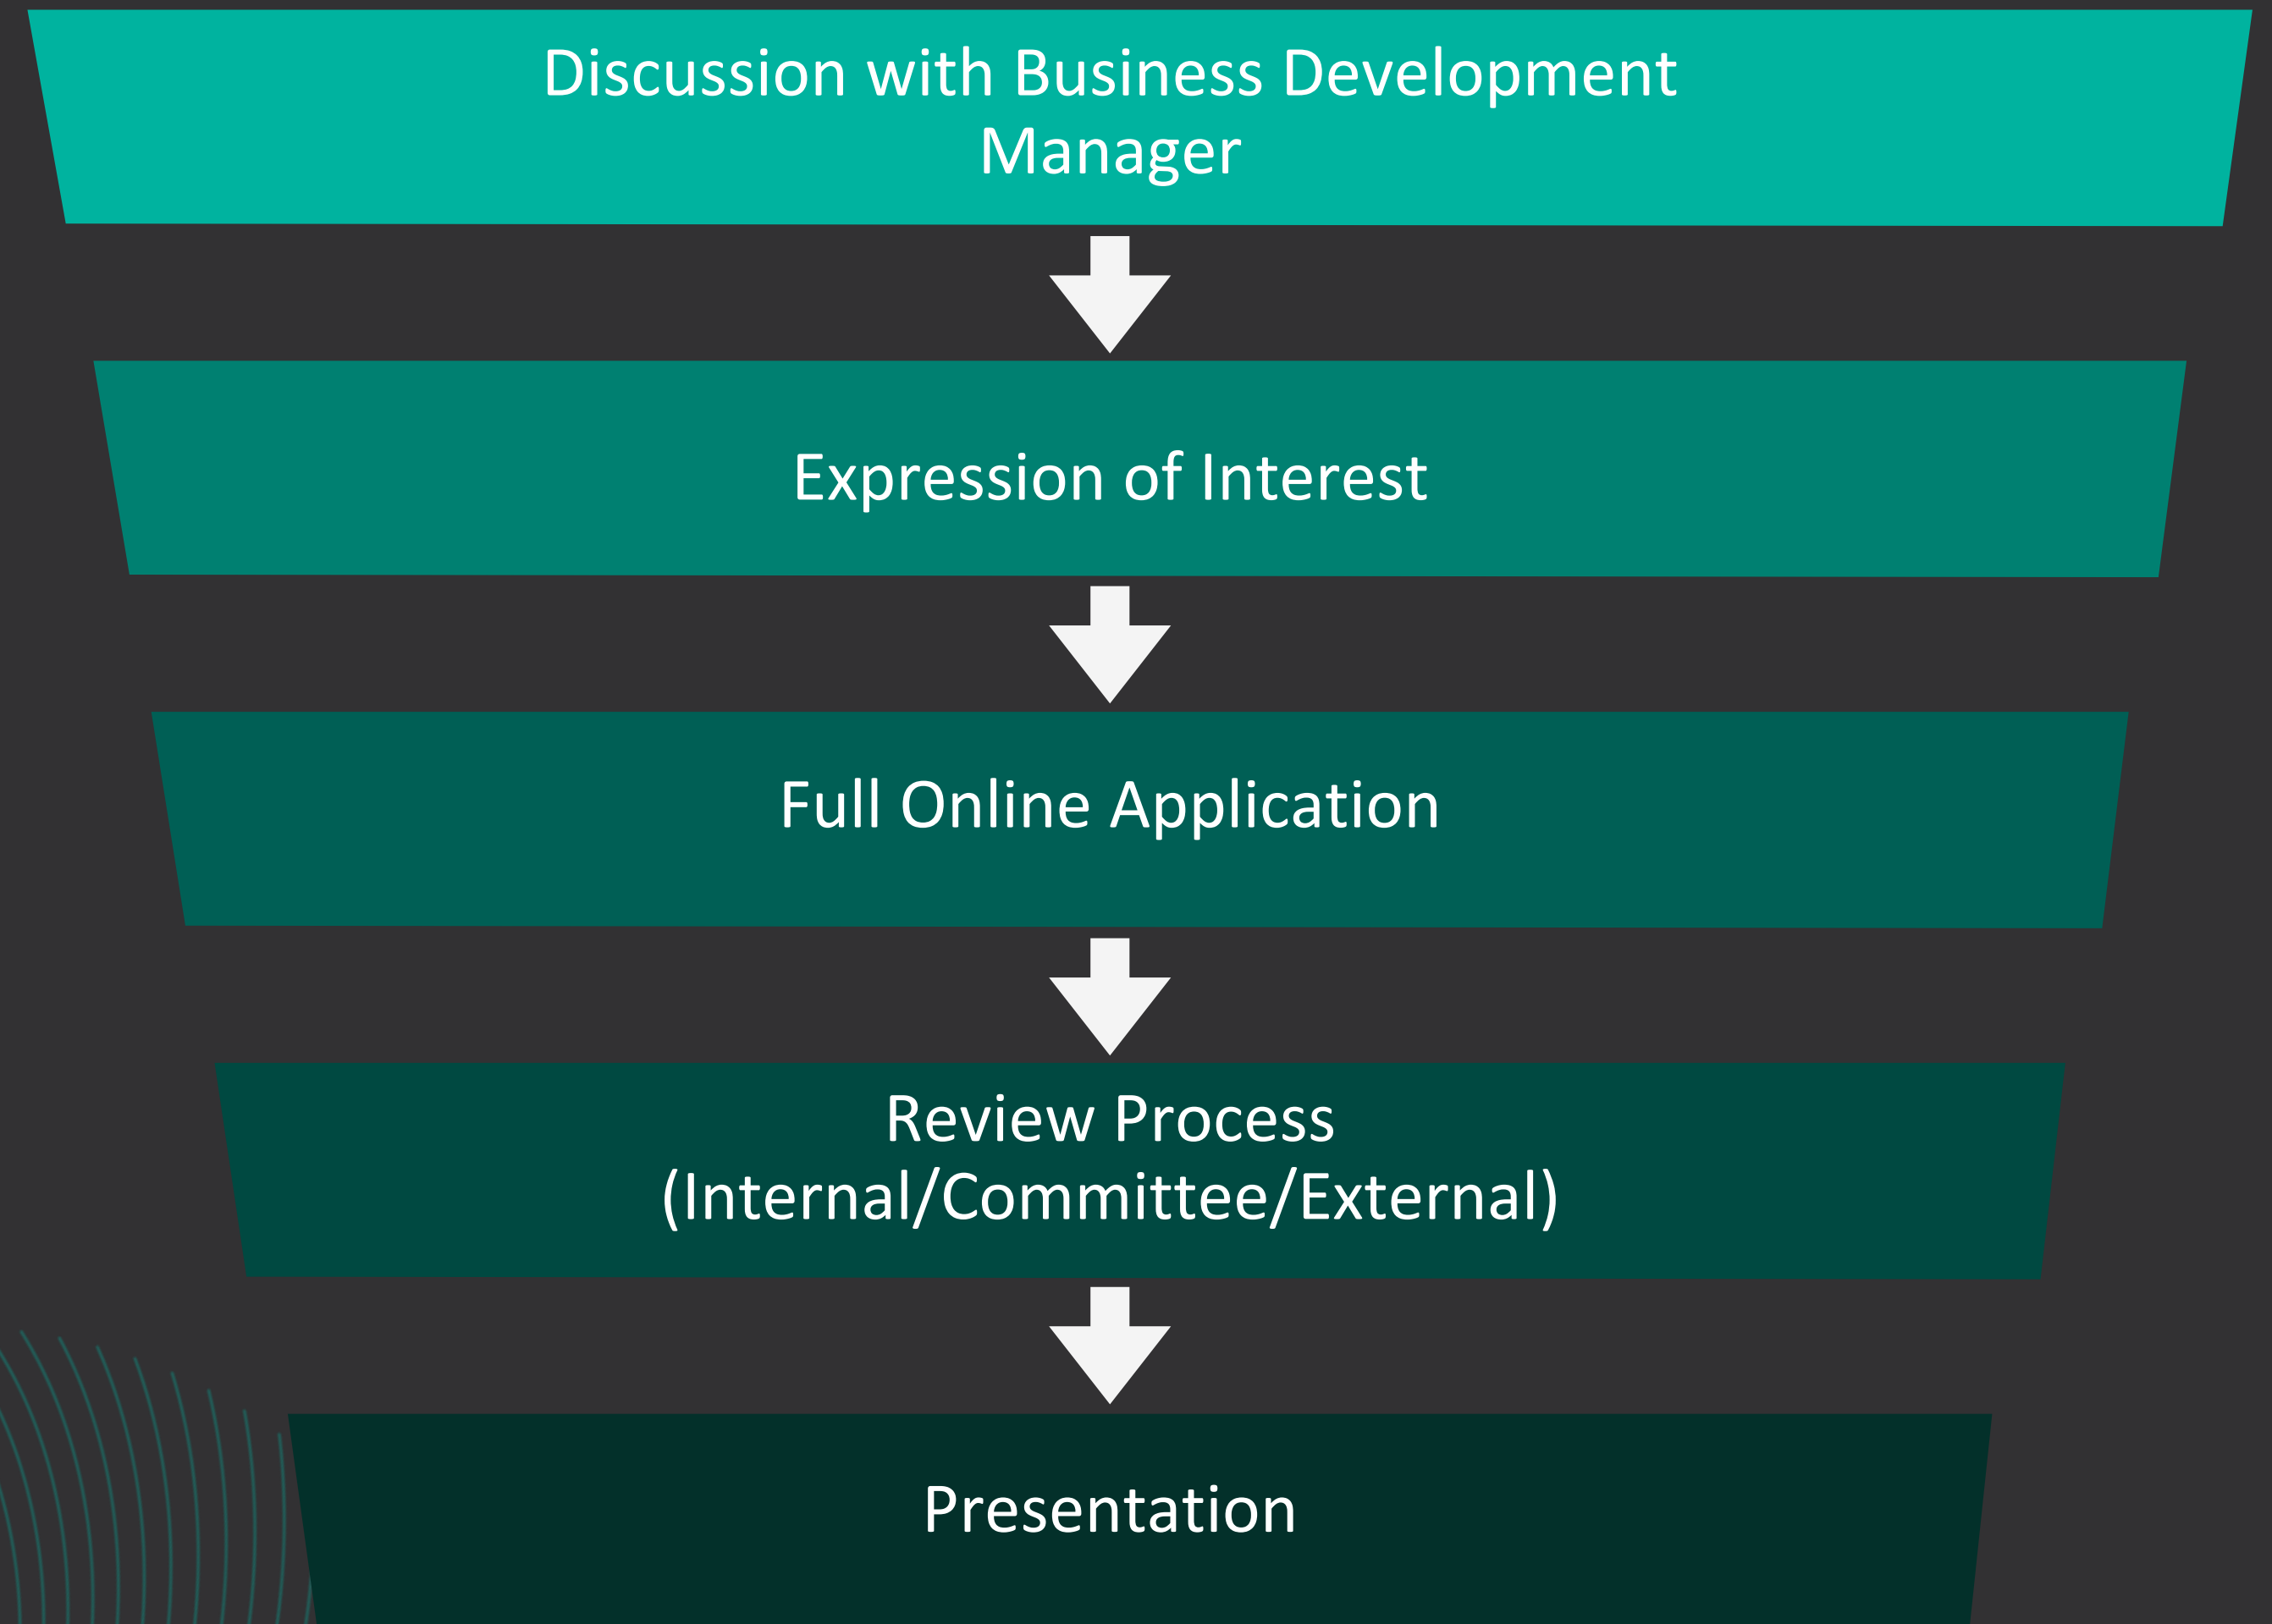 Discussion with Business Development
Manager
Expression of Interest
Full Online Application
Review Process
(Internal/Committee/External)
Presentation